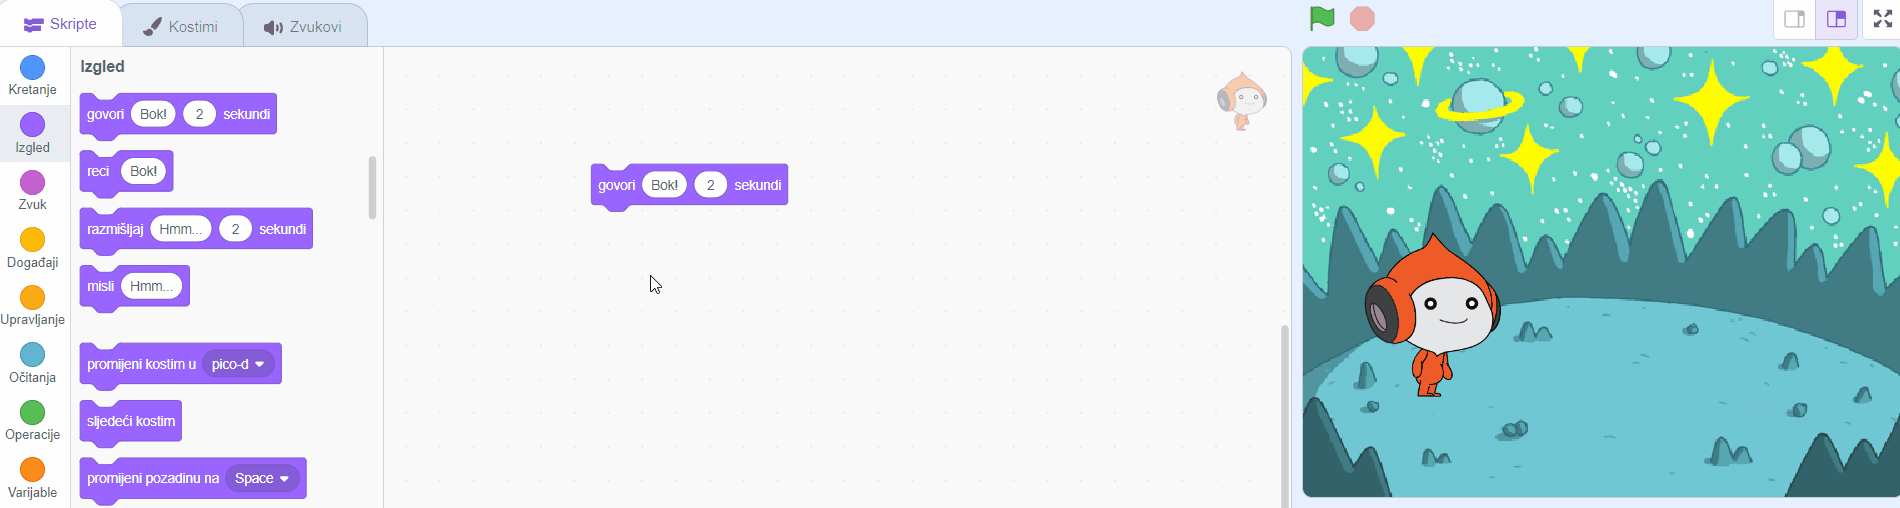 Skripte
Kostimi
Zvukovi
Kretanje
Izgled
Zvuk
Događaji
Upravljanje
Očitanja
Operacije
Varijable
Izgled
govori Bok! 2 sekundi
reci Bok!
razmišljaj Hmm... 2 sekundi
misli Hmm...
promijeni kostim u pico-d
sljedeći kostim
promijeni pozadinu na Space
govori Bok! 2 sekundi